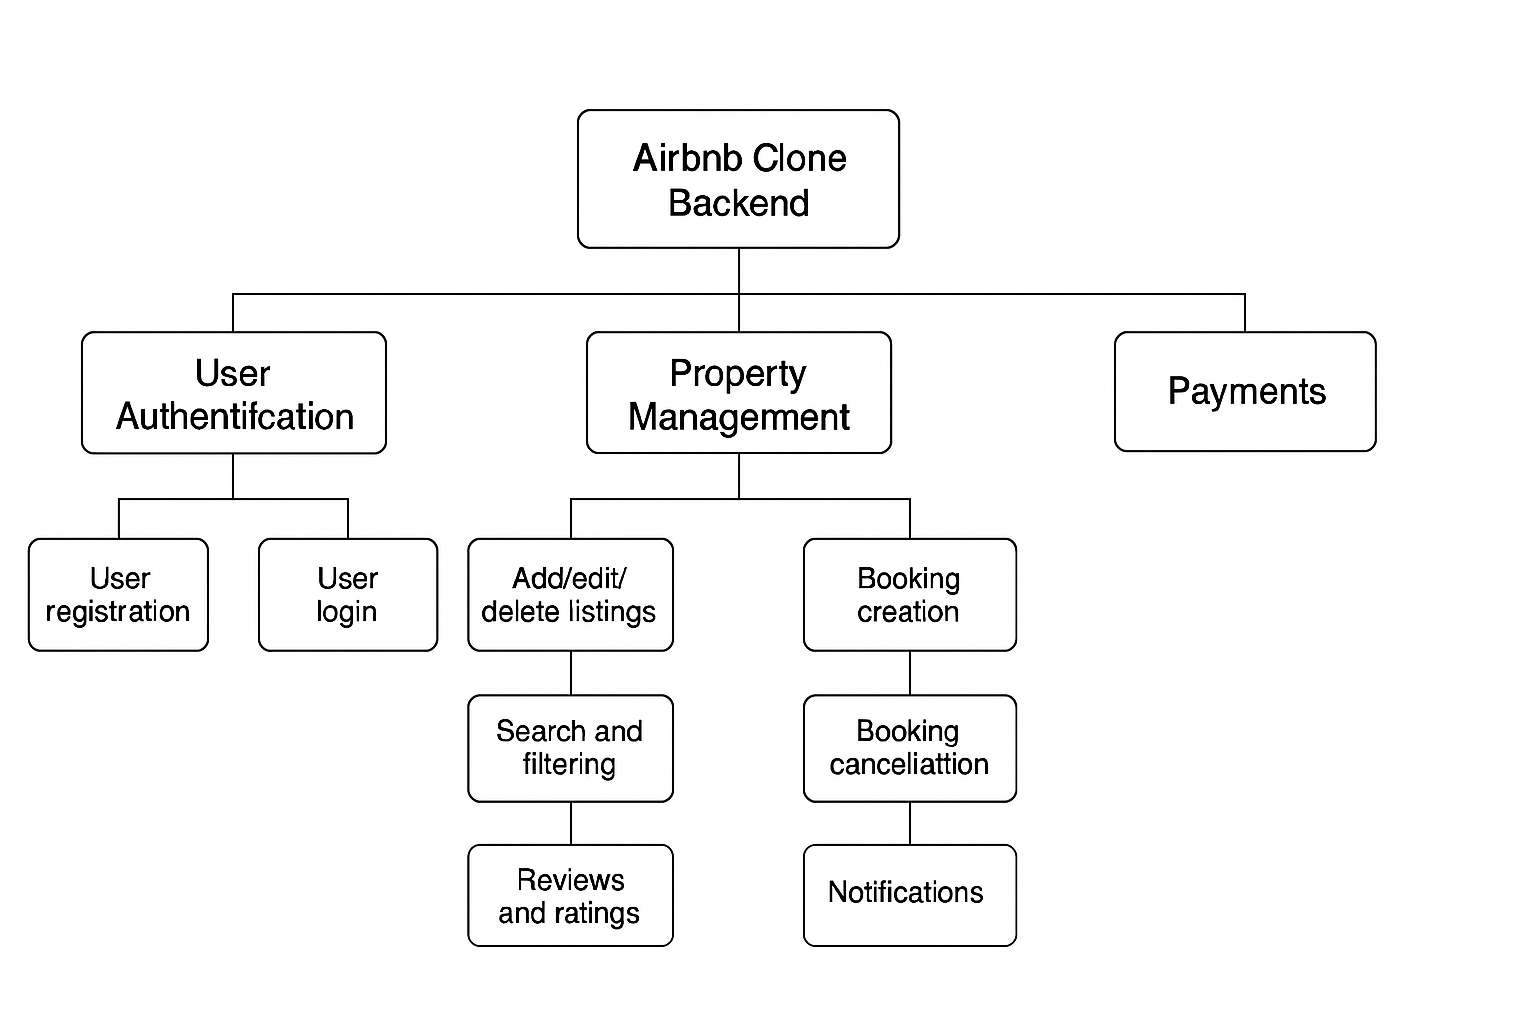 Airbnb Clone
Backend
User
Authentifcation
Property
Management
Payments
User
registration
User
login
Add/edit/
delete listings
Booking
creation
Search and
filtering
Booking
canceliattion
Reviews
and ratings
Notifications